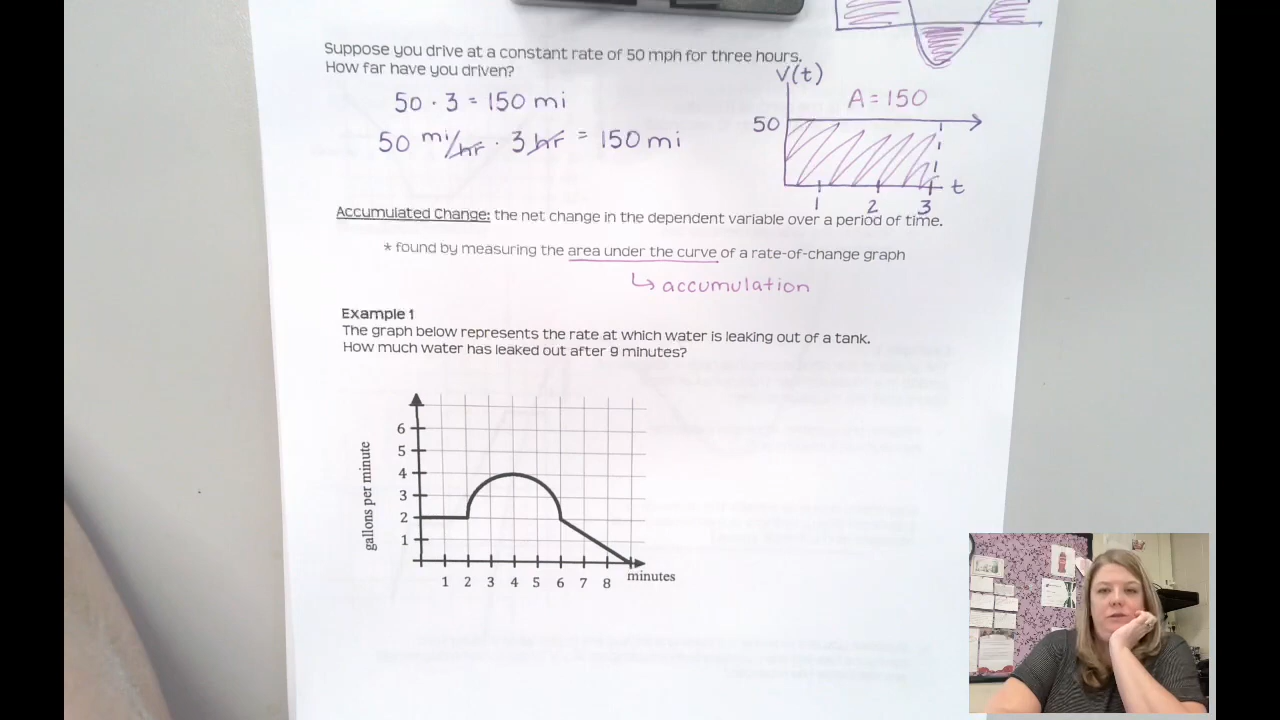 Suppose you drive at a constant rate of 50 mph for three hours.
How far have you driven?
50 · 3 = 150 mi
50 mi/hr · 3 hr = 150 mi
V(t)
A = 150
50
t
1 2 3
Accumulated Change: the net change in the dependent variable over a period of time.
* found by measuring the area under the curve of a rate-of-change graph
↳ accumulation
Example 1
The graph below represents the rate at which water is leaking out of a tank.
How much water has leaked out after 9 minutes?
gallons per minute
6
5
4
3
2
1
1 2 3 4 5 6 7 8
minutes